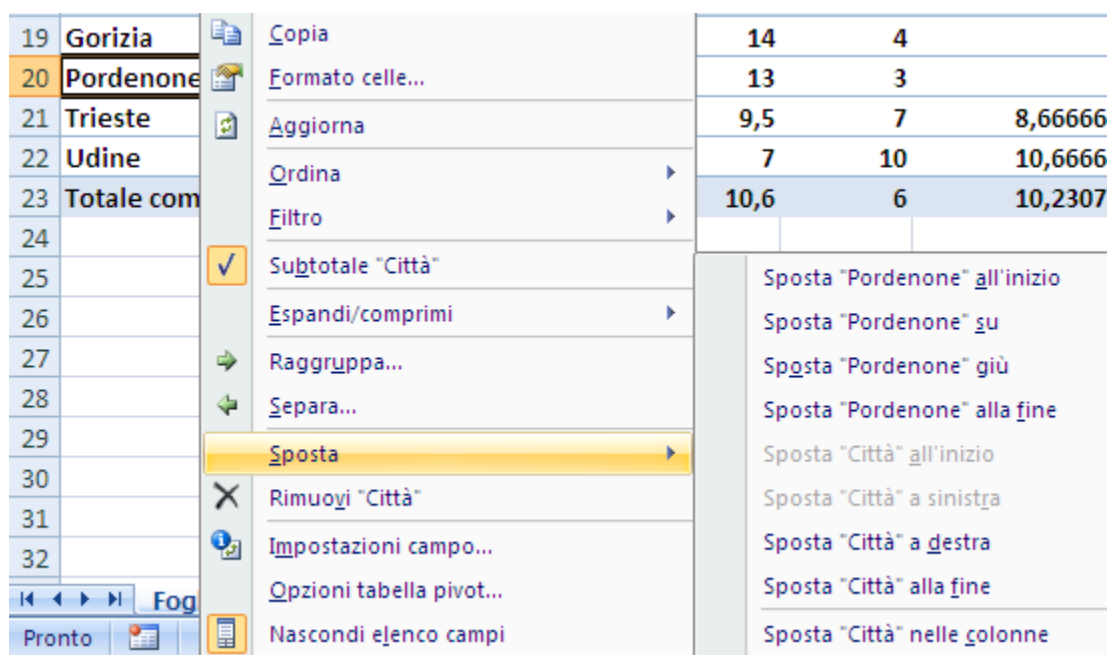 19 Gorizia 14 4
20 Pordenone 13 3
21 Trieste 9,5 7 8,66666
22 Udine 7 10 10,6666
23 Totale com 10,6 6 10,2307
24
25
26
27
28
29
30
31
32
Fogl
Pronto
Copia
Formato celle...
Aggiorna
Ordina
Filtro
Subtotale "Città"
Espandi/comprimi
Raggruppa...
Separa...
Sposta
Rimuovi "Città"
Impostazioni campo...
Opzioni tabella pivot...
Nascondi elenco campi
Sposta "Pordenone" all'inizio
Sposta "Pordenone" su
Sposta "Pordenone" giù
Sposta "Pordenone" alla fine
Sposta "Città" all'inizio
Sposta "Città" a sinistra
Sposta "Città" a destra
Sposta "Città" alla fine
Sposta "Città" nelle colonne